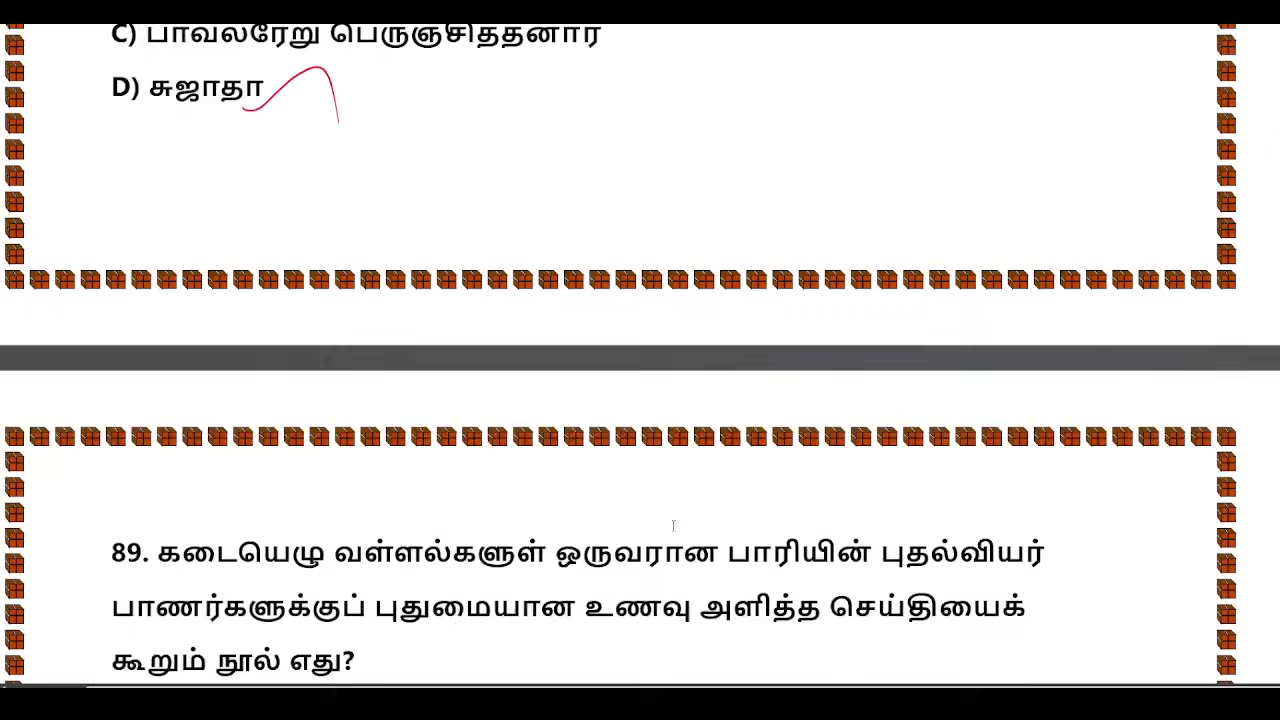 C) பாவலரேறு பெருஞ்சித்தனார்
D) சுஜாதா
89. கடையெழு வள்ளல்களுள் ஒருவரான பாரியின் புதல்வியர்
பாணர்களுக்குப் புதுமையான உணவு அளித்த செய்தியைக்
கூறும் நூல் எது?